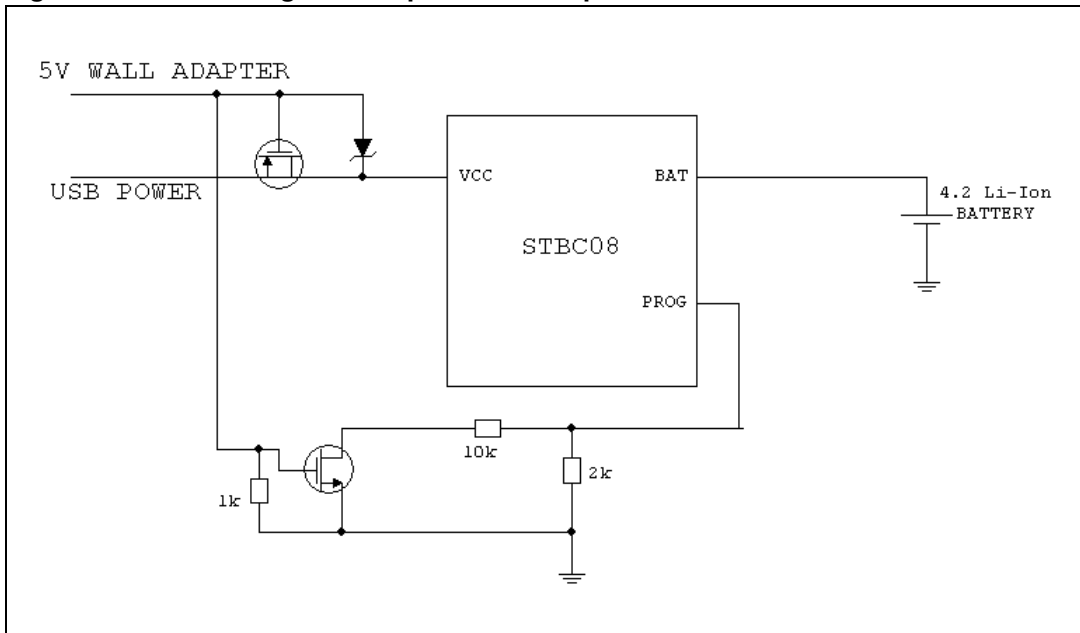 5V WALL ADAPTER
USB POWER
VCC
BAT
STBC08
PROG
4.2 Li-Ion
BATTERY
10k
2k
1k